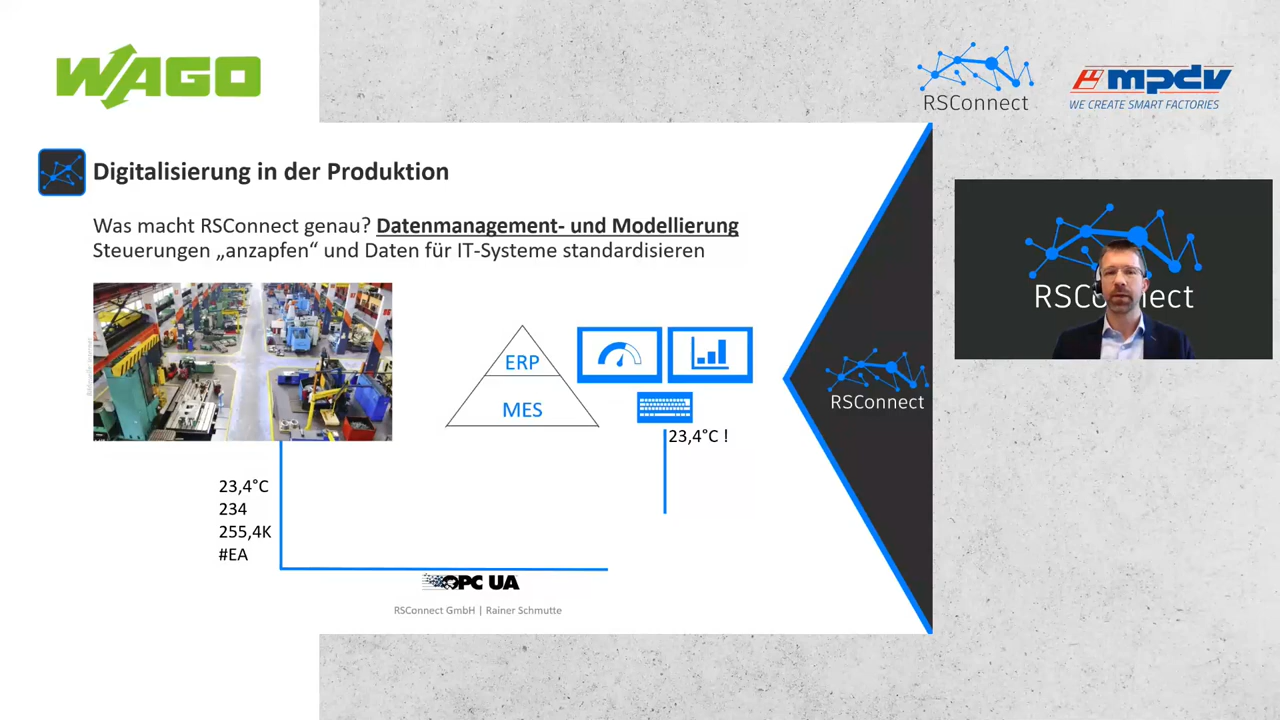 WAGO
RSConnect
mpdv
WE CREATE SMART FACTORIES
Digitalisierung in der Produktion
Was macht RSConnect genau? Datenmanagement- und Modellierung
Steuerungen „anzapfen“ und Daten für IT-Systeme standardisieren
ERP
MES
23,4°C !
23,4°C
234
255,4K
#EA
OPC UA
RSConnect GmbH | Rainer Schmutte
RSConnect
RSConnect